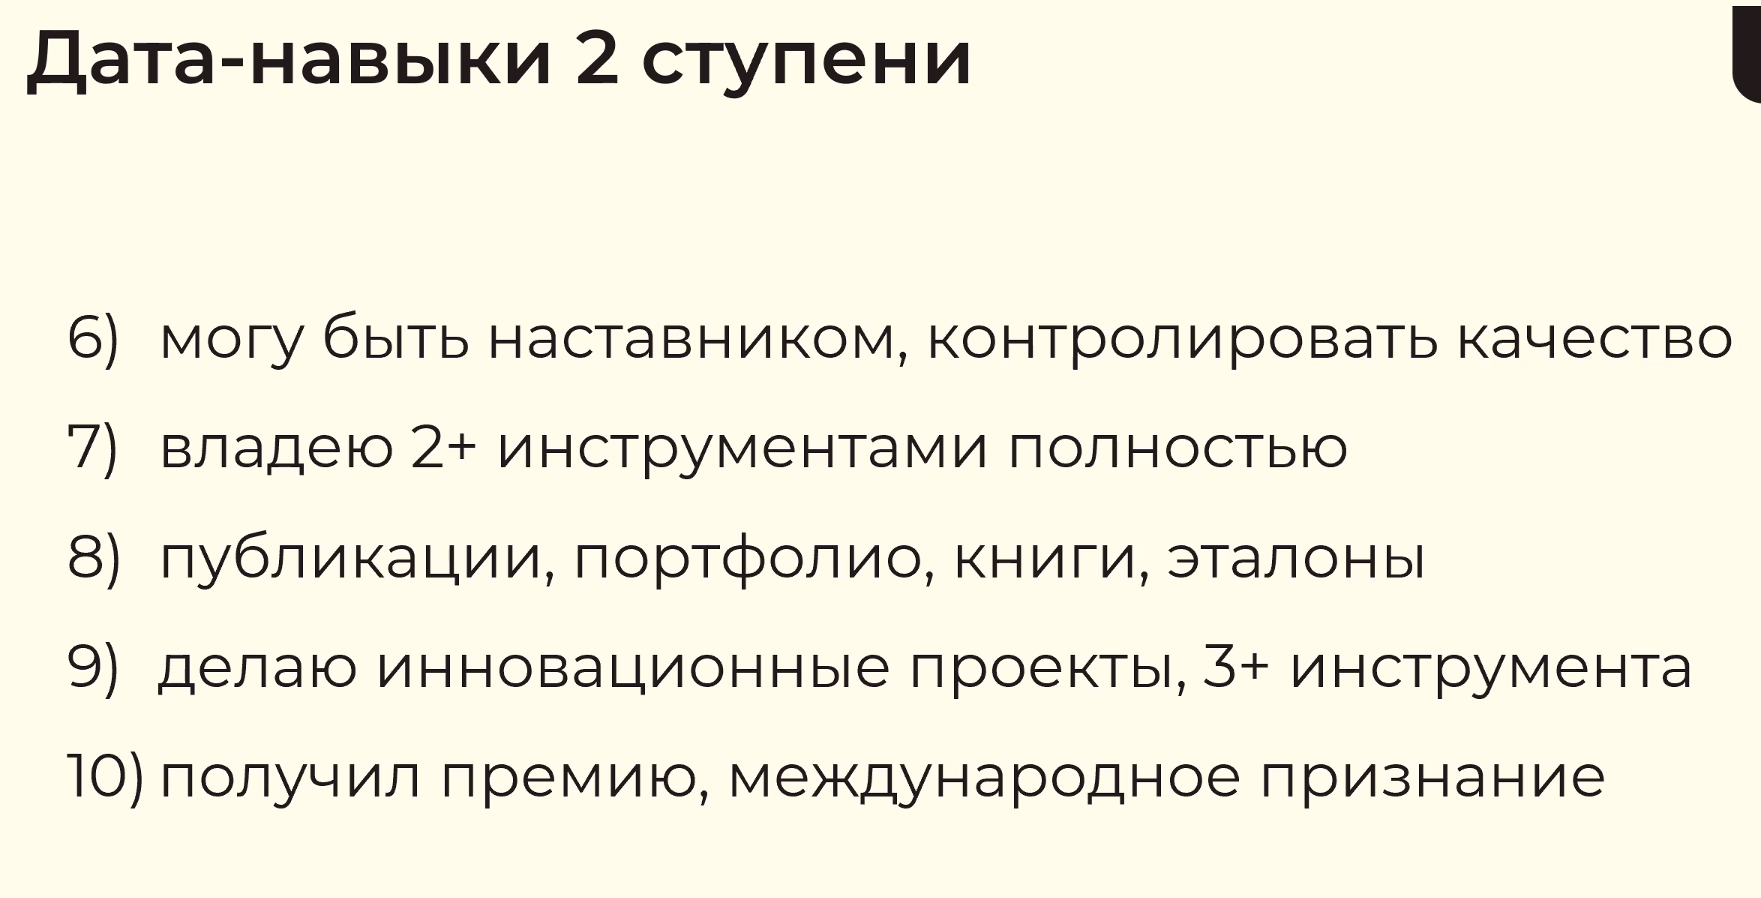 Дата-навыки 2 ступени
6) могу быть наставником, контролировать качество
7) владею 2+ инструментами полностью
8) публикации, портфолио, книги, эталоны
9) делаю инновационные проекты, 3+ инструмента
10) получил премию, международное признание